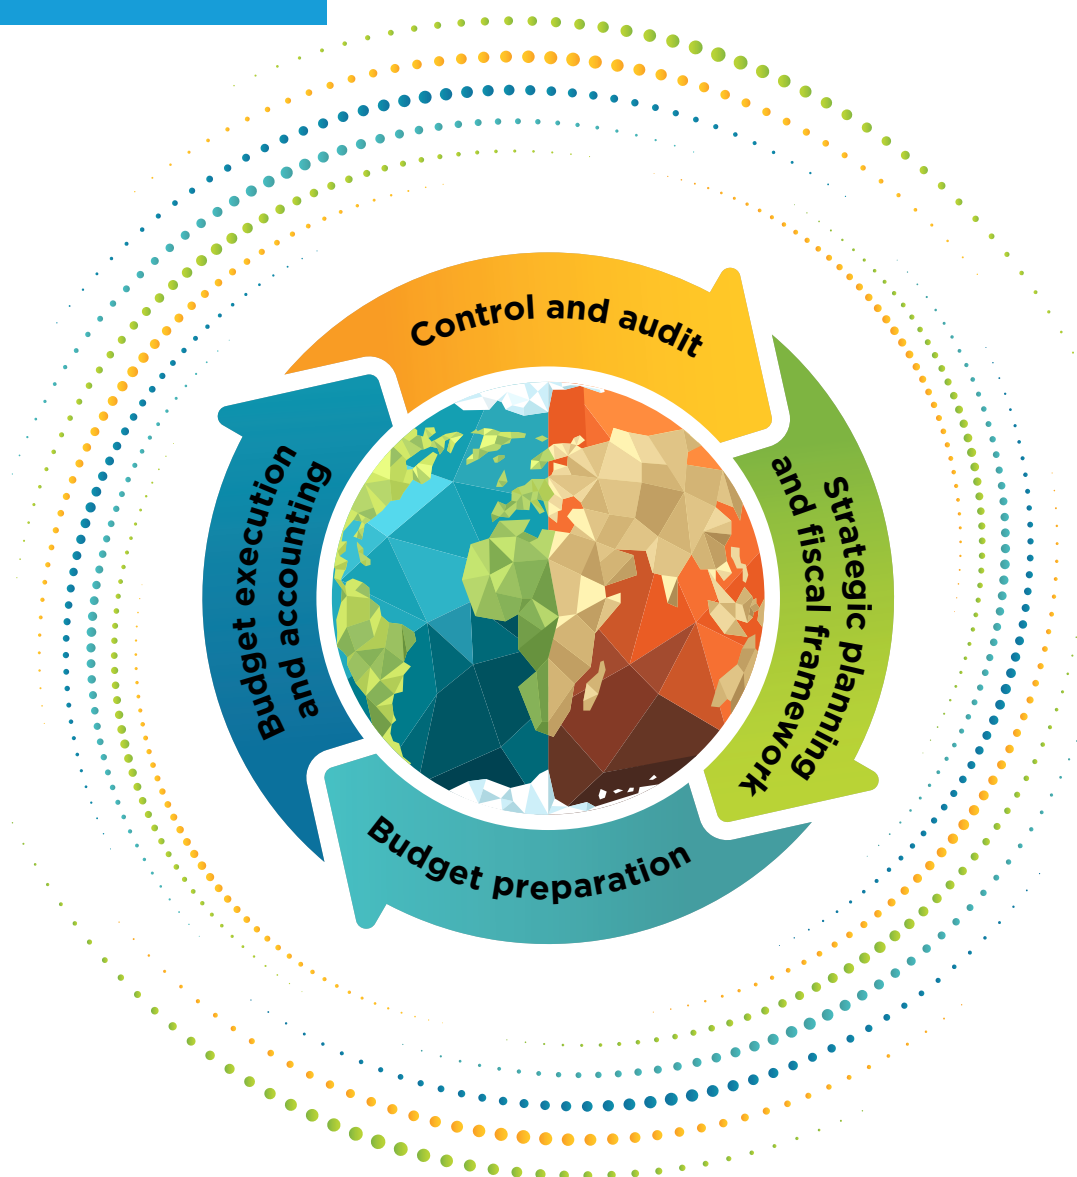 Control and audit
Strategic planning
and fiscal framework
Budget preparation
Budget execution
and accounting